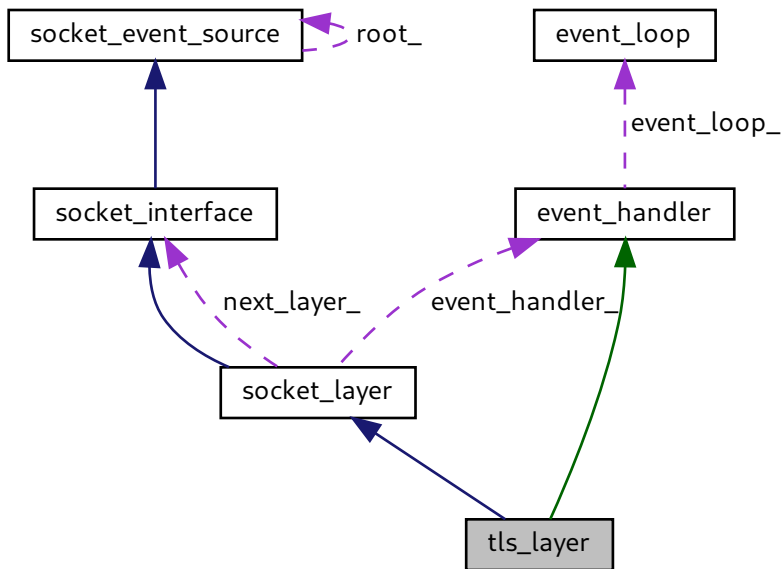 socket_event_source
root_
event_loop
event_loop_
socket_interface
event_handler
next_layer_
event_handler_
socket_layer
tls_layer